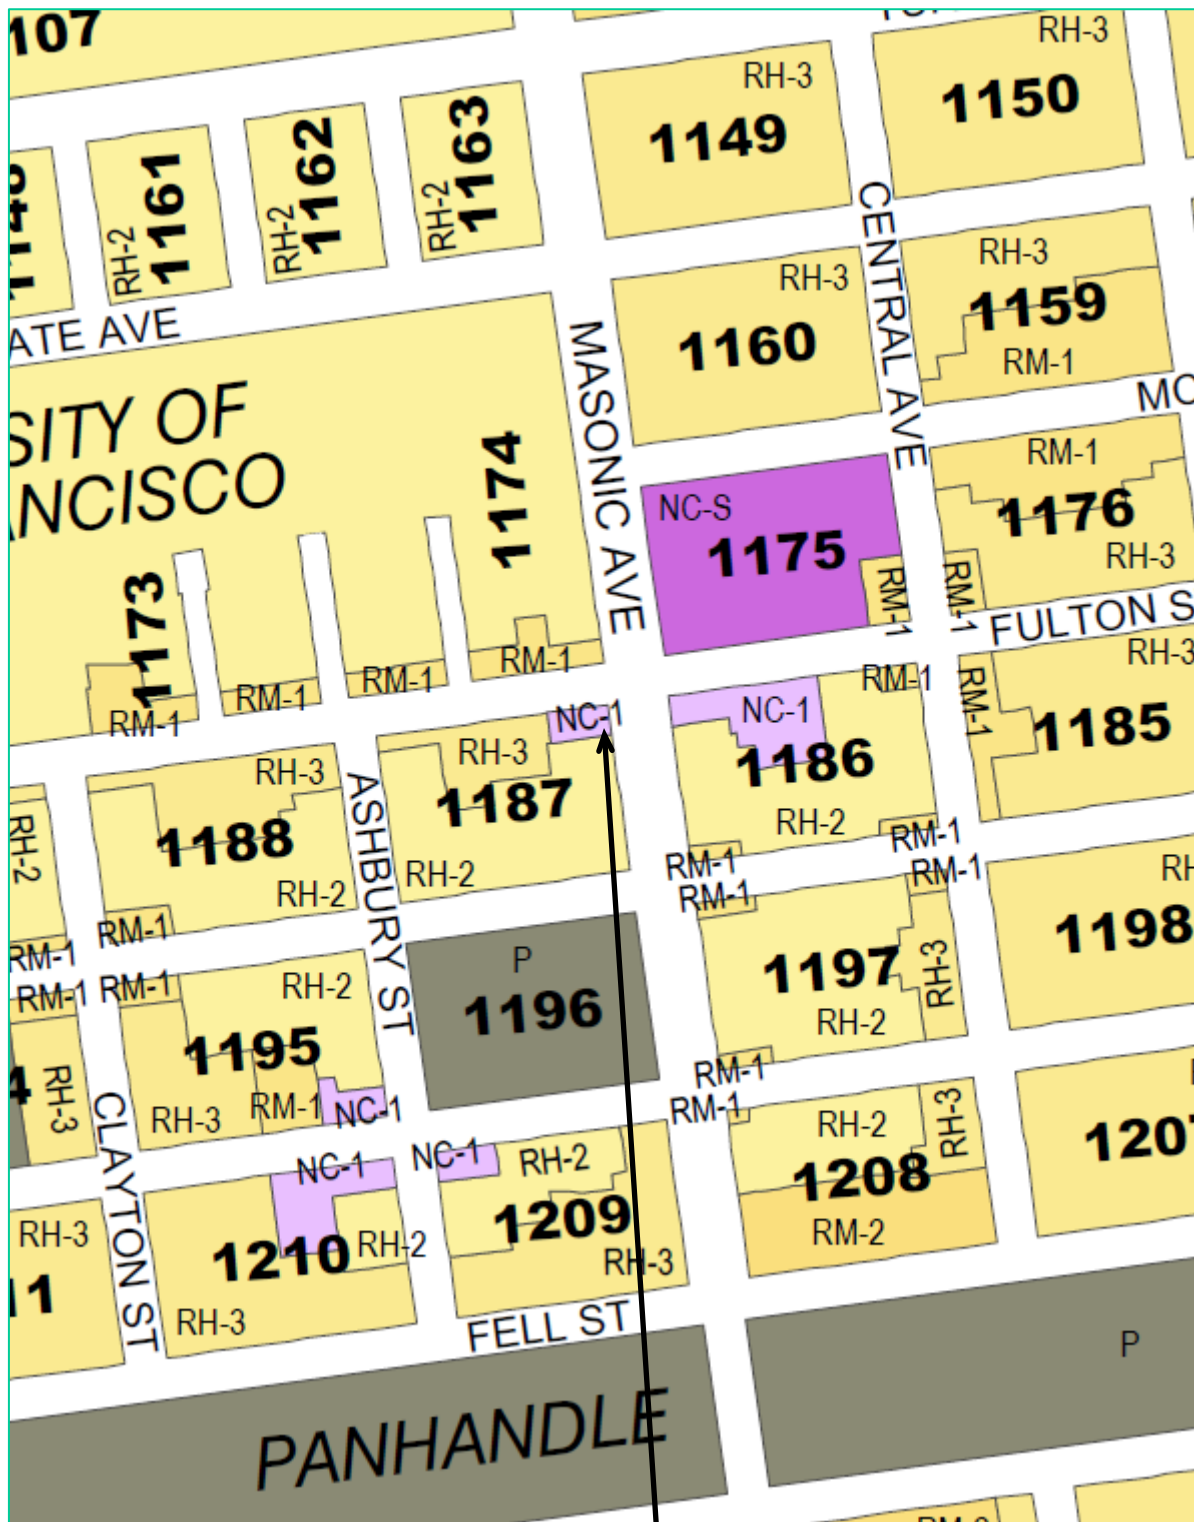 107
RH-3
1150
RH-3
1149
1163
RH-2
1162
RH-2
1161
RH-2
1148
CENTRAL AVE
RH-3
1159
RM-1
RH-3
1160
ATE AVE
MASONIC AVE
SITY OF
ANCISCO
1174
1173
NC-S
1175
RM-1
RM-1
1176
RH-3
RM-1
FULTON S
RM-1
RM-1
RM-1
RM-1
NC-1
RH-3
1187
RH-2
NC-1
RM-1
1186
RH-2
RM-1
RM-1
RH-3
RM-1
1185
RH-3
1188
RH-2
RM-1
ASHBURY ST
RH-2
RM-1
RM-1
RM-1
RH-2
1195
RH-3
RM-1
NC-1
P
1196
RM-1
RM-1
1197
RH-3
RH-2
RM-1
1198
RH-3
CLAYTON ST
NC-1
1210
RH-2
RH-3
NC-1
RH-2
1209
RH-3
RM-1
RH-2
RH-3
1208
RM-2
RH-3
11
FELL ST
PANHANDLE
P